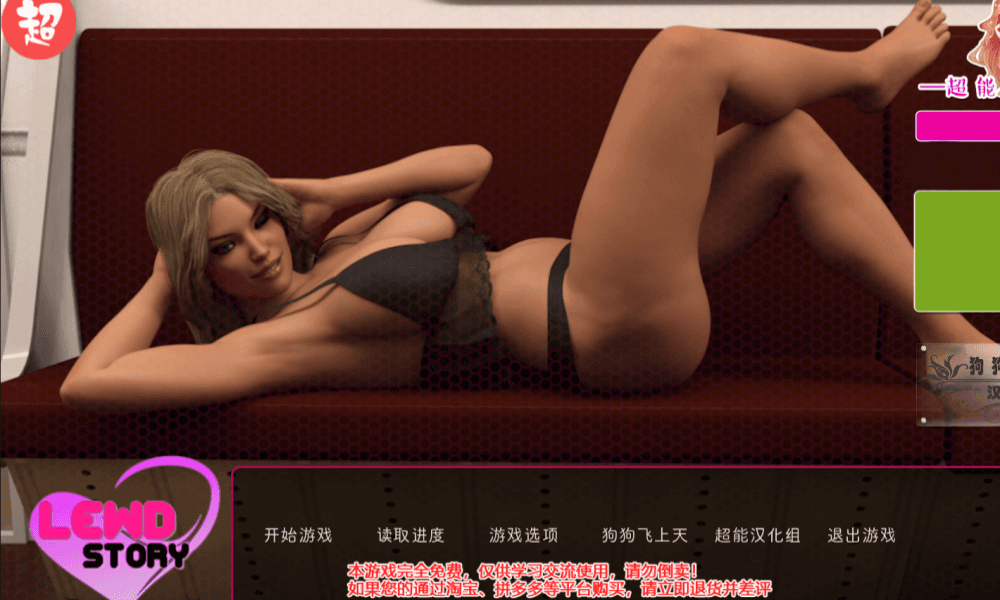 超
一超 能
狗 狗
汉
LEWD
STORY
开始游戏 读取进度 游戏选项 狗狗飞上天 超能汉化组 退出游戏
本游戏完全免费，仅供学习交流使用，请勿倒卖！
如果您的通过淘宝、拼多多等平台购买，请立即退货并差评